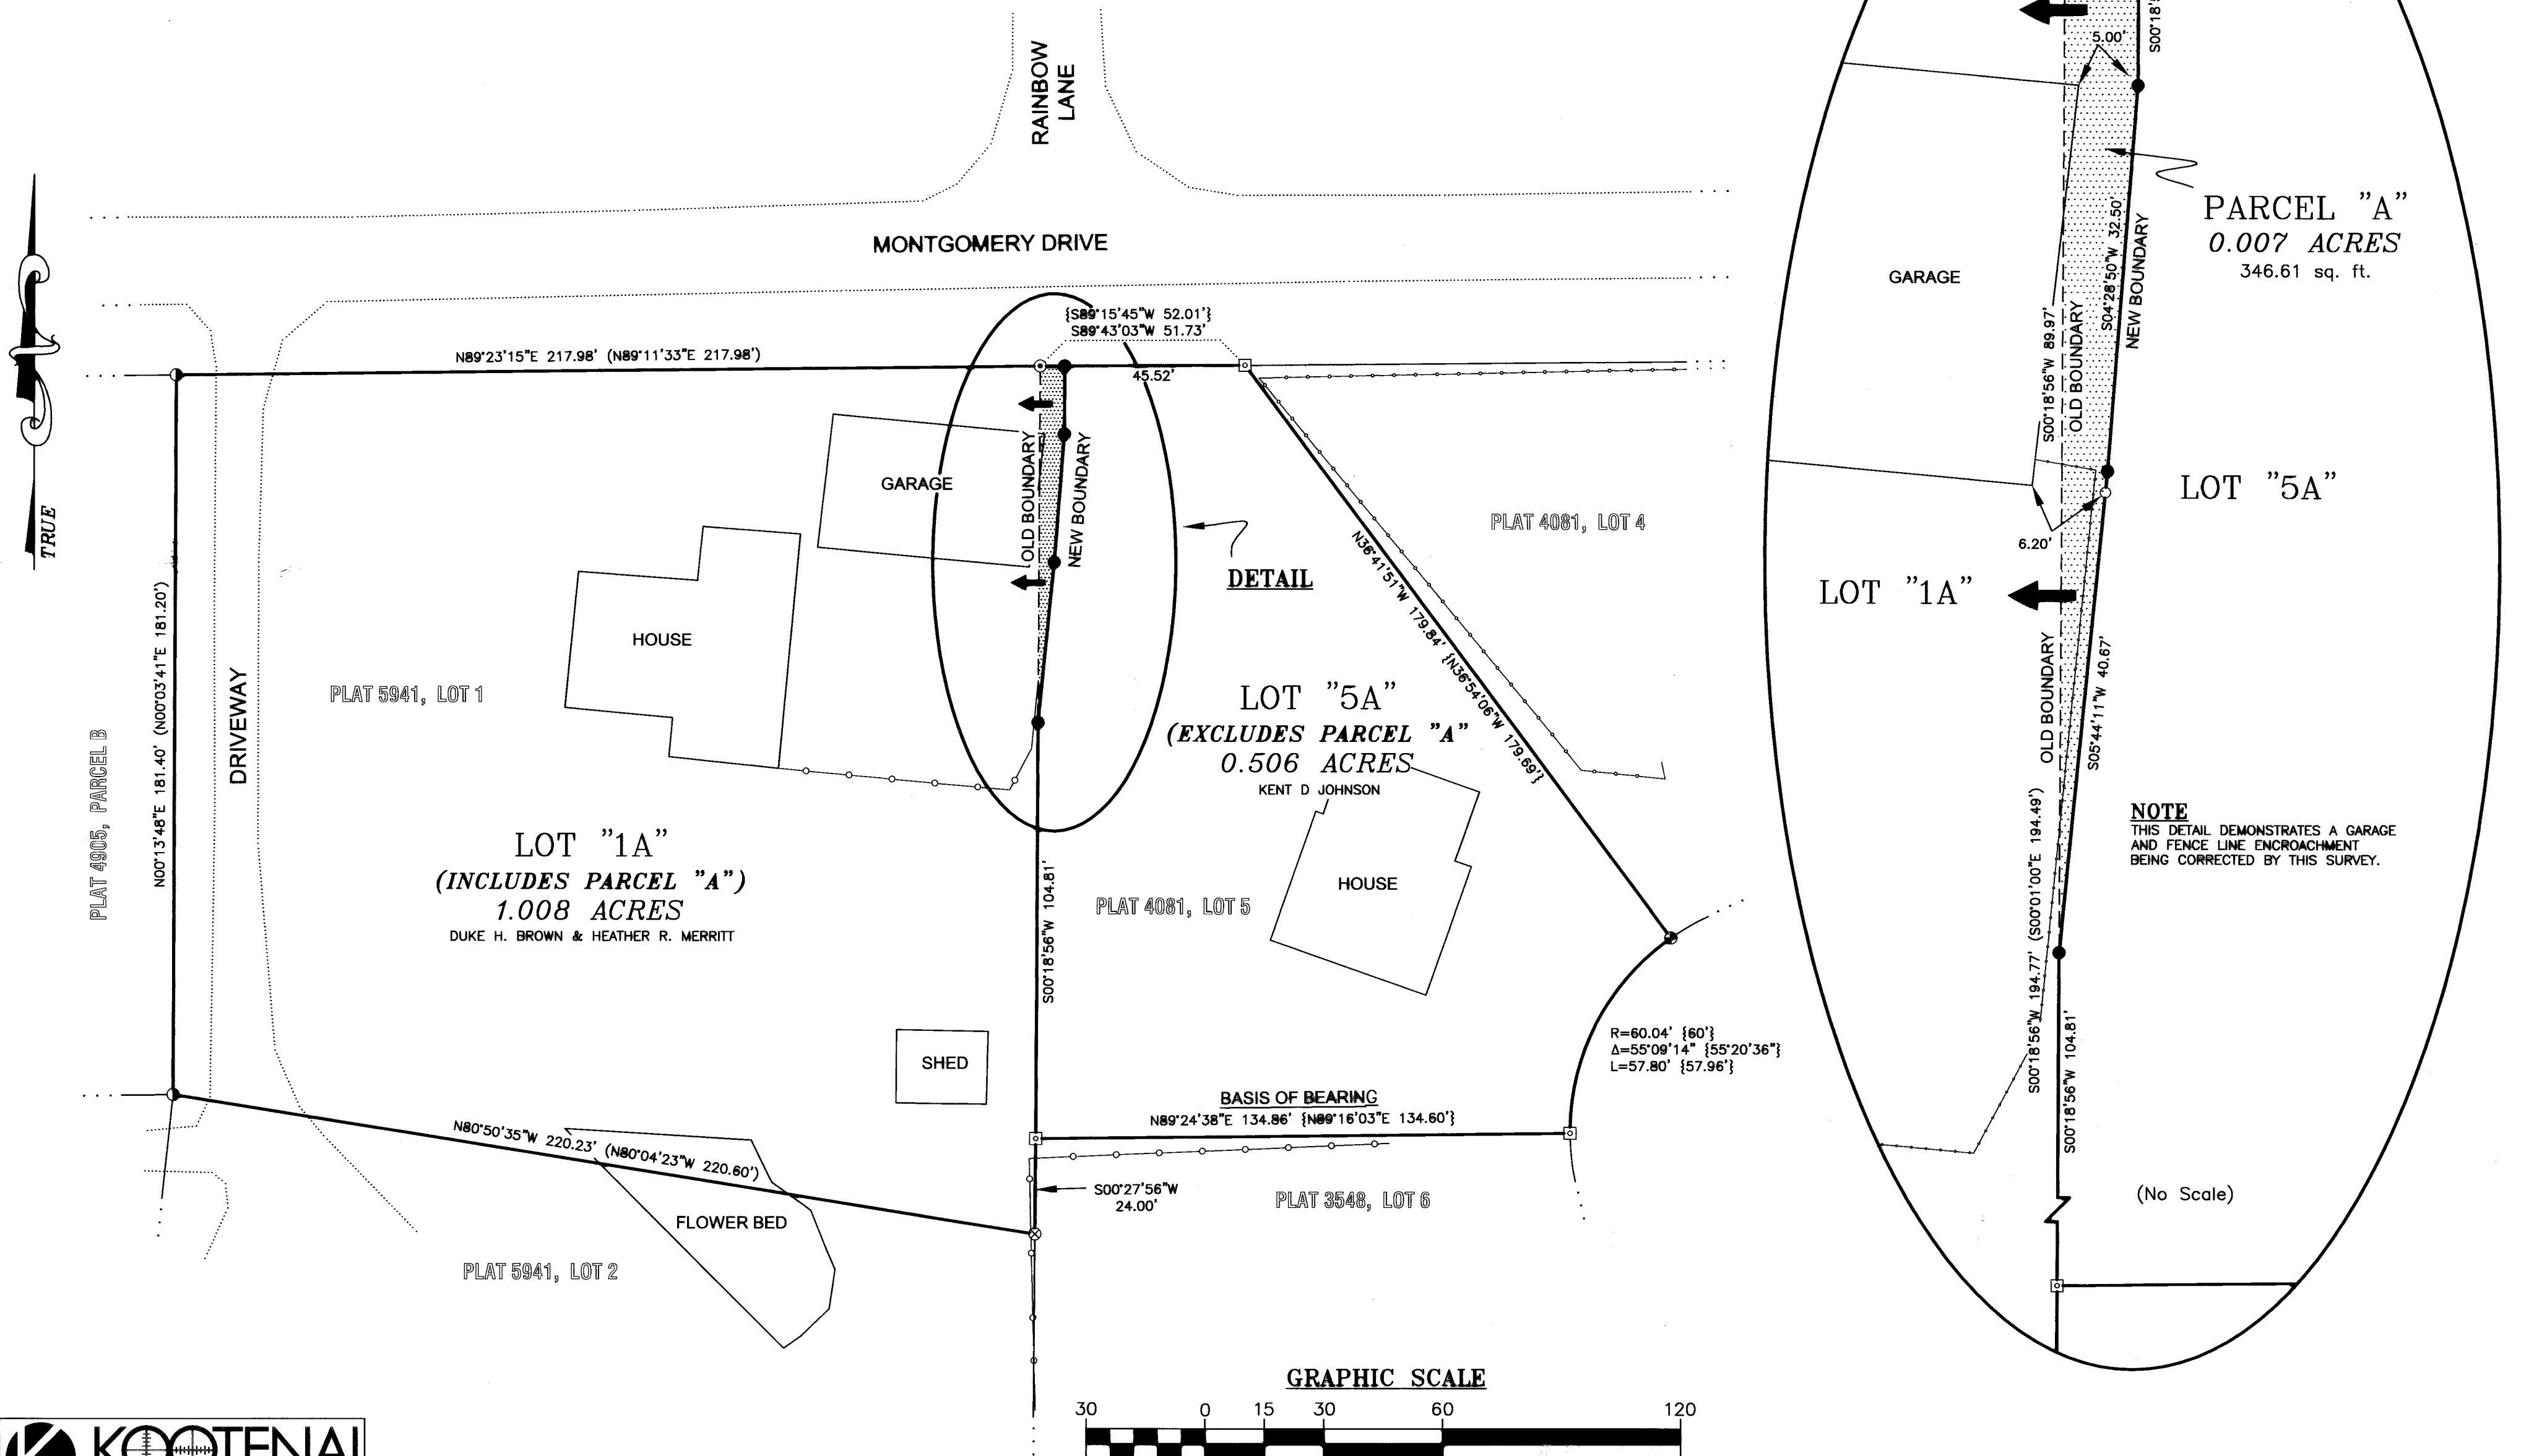 RAINBOW
LANE
MONTGOMERY DRIVE
{S89°15'45"W 52.01'}
S89°43'03"W 51.73'
N89°23'15"E 217.98' (N89°11'33"E 217.98')
45.52'
TRUE
OLD BOUNDARY
NEW BOUNDARY
GARAGE
HOUSE
DETAIL
PLAT 4081, LOT 4
N36°41'51"W 179.84' {N36°54'06"W 179.69'}
N00°13'48"E 181.40' (N00°03'41"E 181.20')
PLAT 4905, PARCEL B
DRIVEWAY
PLAT 5941, LOT 1
LOT "5A"
(EXCLUDES PARCEL "A"
0.506 ACRES
KENT D JOHNSON
HOUSE
LOT "1A"
(INCLUDES PARCEL "A")
1.008 ACRES
DUKE H. BROWN & HEATHER R. MERRITT
S00°18'56"W 104.81'
PLAT 4081, LOT 5
SHED
R=60.04' {60'}
Δ=55°09'14" {55°20'36"}
L=57.80' {57.96'}
BASIS OF BEARING
N89°24'38"E 134.86' {N89°16'03"E 134.60'}
N80°50'35"W 220.23' (N80°04'23"W 220.60')
S00°27'56"W
24.00'
PLAT 3548, LOT 6
FLOWER BED
PLAT 5941, LOT 2
GRAPHIC SCALE
30 0 15 30 60 120
KOOTENAI
5.00'
PARCEL "A"
0.007 ACRES
346.61 sq. ft.
GARAGE
S00°18'56"W 89.97'
OLD BOUNDARY
S04°28'50"W 32.50'
NEW BOUNDARY
LOT "5A"
6.20'
LOT "1A"
OLD BOUNDARY
S05°44'11"W 40.67'
S00°18'56"W 194.77' (S00°01'00"E 194.49')
S00°18'56"W 104.81'
NOTE
THIS DETAIL DEMONSTRATES A GARAGE
AND FENCE LINE ENCROACHMENT
BEING CORRECTED BY THIS SURVEY.
(No Scale)